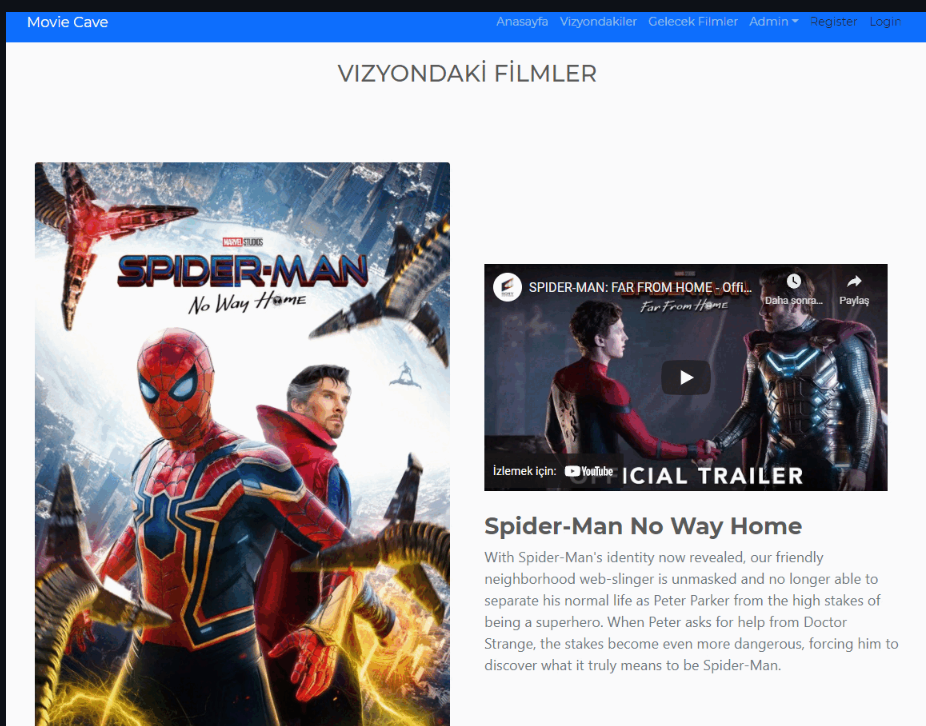 Movie Cave
Anasayfa Vizyondakiler Gelecek Filmler Admin Register Login
VIZYONDAKİ FİLMLER
MARVEL STUDIOS
SPIDER-MAN
No Way Home
SPIDER-MAN: FAR FROM HOME - Offi...
Daha sonra...
Paylaş
Far From Home
İzlemek için: YouTube
OFFICIAL TRAILER
Spider-Man No Way Home
With Spider-Man's identity now revealed, our friendly
neighborhood web-slinger is unmasked and no longer able to
separate his normal life as Peter Parker from the high stakes of
being a superhero. When Peter asks for help from Doctor
Strange, the stakes become even more dangerous, forcing him to
discover what it truly means to be Spider-Man.